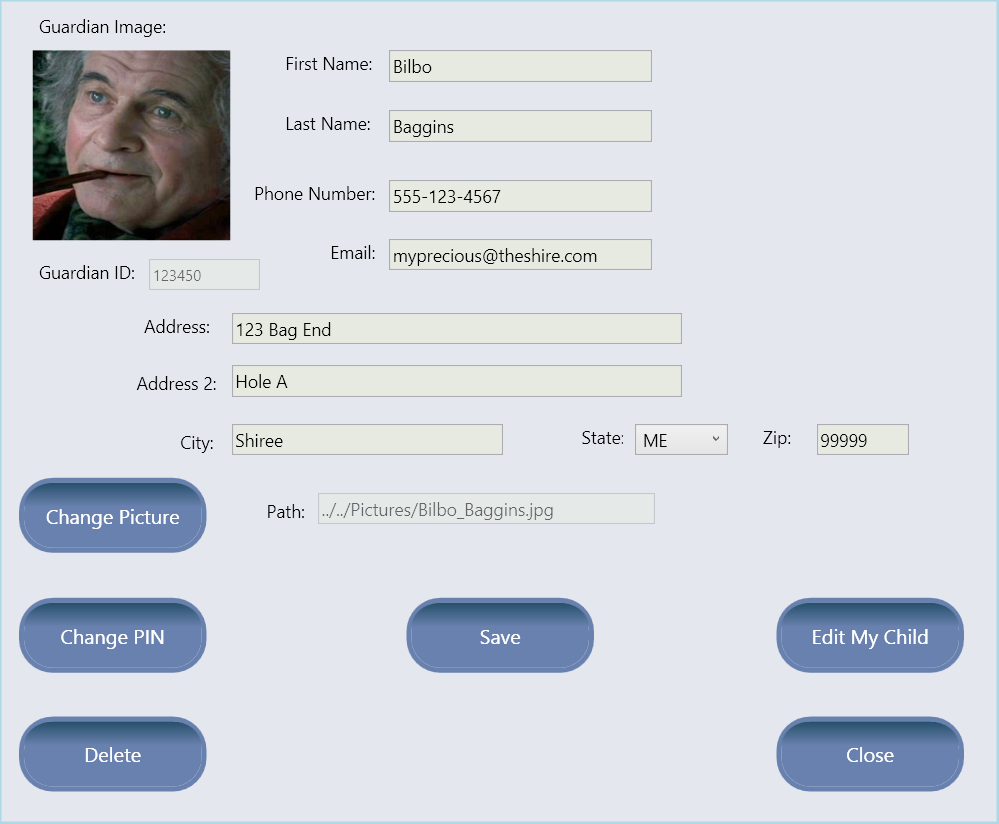 Guardian Image:
First Name: Bilbo
Last Name: Baggins
Phone Number: 555-123-4567
Email: myprecious@theshire.com
Guardian ID: 123450
Address: 123 Bag End
Address 2: Hole A
City: Shiree State: ME Zip: 99999
Change Picture Path: ../../Pictures/Bilbo_Baggins.jpg
Change PIN Save Edit My Child
Delete Close